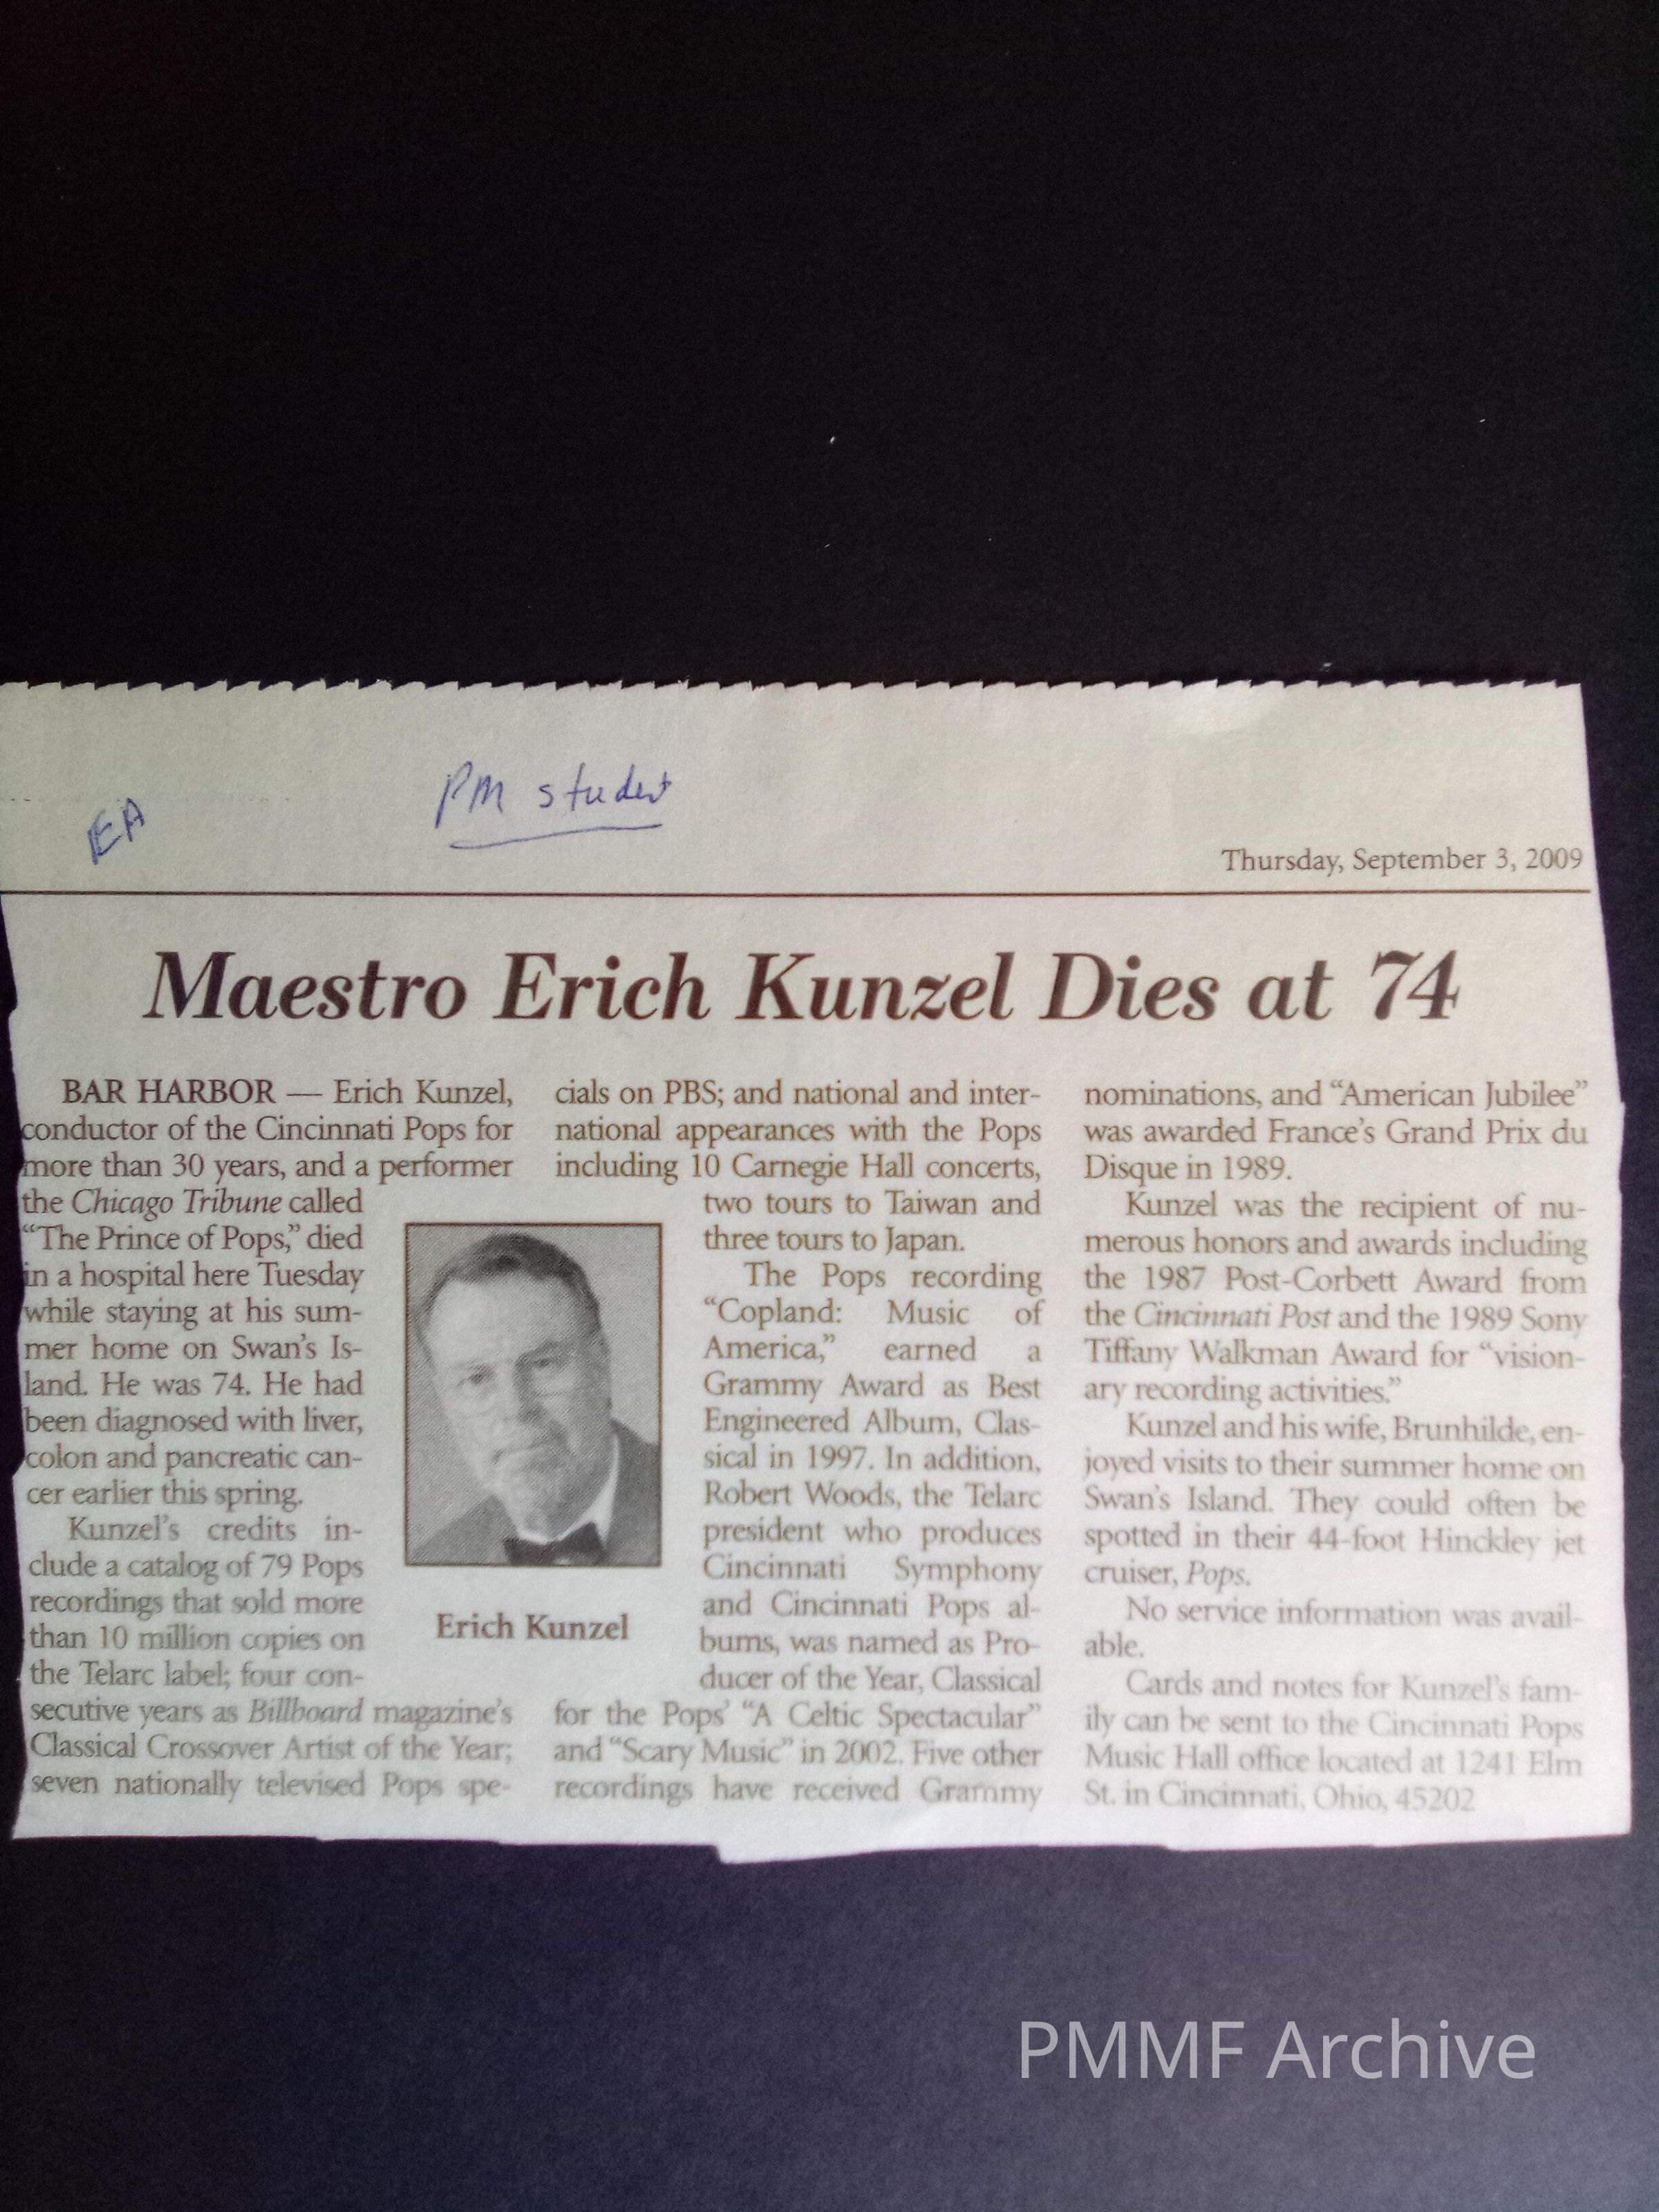 EA
PM student
Thursday, September 3, 2009
Maestro Erich Kunzel Dies at 74
BAR HARBOR — Erich Kunzel,
conductor of the Cincinnati Pops for
more than 30 years, and a performer
the Chicago Tribune called
“The Prince of Pops,” died
in a hospital here Tuesday
while staying at his sum-
mer home on Swan’s Is-
land. He was 74. He had
been diagnosed with liver,
colon and pancreatic can-
cer earlier this spring.
Kunzel’s credits in-
clude a catalog of 79 Pops
recordings that sold more
than 10 million copies on
the Telarc label; four con-
secutive years as Billboard magazine’s
Classical Crossover Artist of the Year;
seven nationally televised Pops spe-
Erich Kunzel
cials on PBS; and national and inter-
national appearances with the Pops
including 10 Carnegie Hall concerts,
two tours to Taiwan and
three tours to Japan.
The Pops recording
“Copland: Music of
America,” earned a
Grammy Award as Best
Engineered Album, Clas-
sical in 1997. In addition,
Robert Woods, the Telarc
president who produces
Cincinnati Symphony
and Cincinnati Pops al-
bums, was named as Pro-
ducer of the Year, Classical
for the Pops’ “A Celtic Spectacular”
and “Scary Music” in 2002. Five other
recordings have received Grammy
nominations, and “American Jubilee”
was awarded France’s Grand Prix du
Disque in 1989.
Kunzel was the recipient of nu-
merous honors and awards including
the 1987 Post-Corbett Award from
the Cincinnati Post and the 1989 Sony
Tiffany Walkman Award for “vision-
ary recording activities.”
Kunzel and his wife, Brunhilde, en-
joyed visits to their summer home on
Swan’s Island. They could often be
spotted in their 44-foot Hinckley jet
cruiser, Pops.
No service information was avail-
able.
Cards and notes for Kunzel’s fam-
ily can be sent to the Cincinnati Pops
Music Hall office located at 1241 Elm
St. in Cincinnati, Ohio, 45202
PMMF Archive